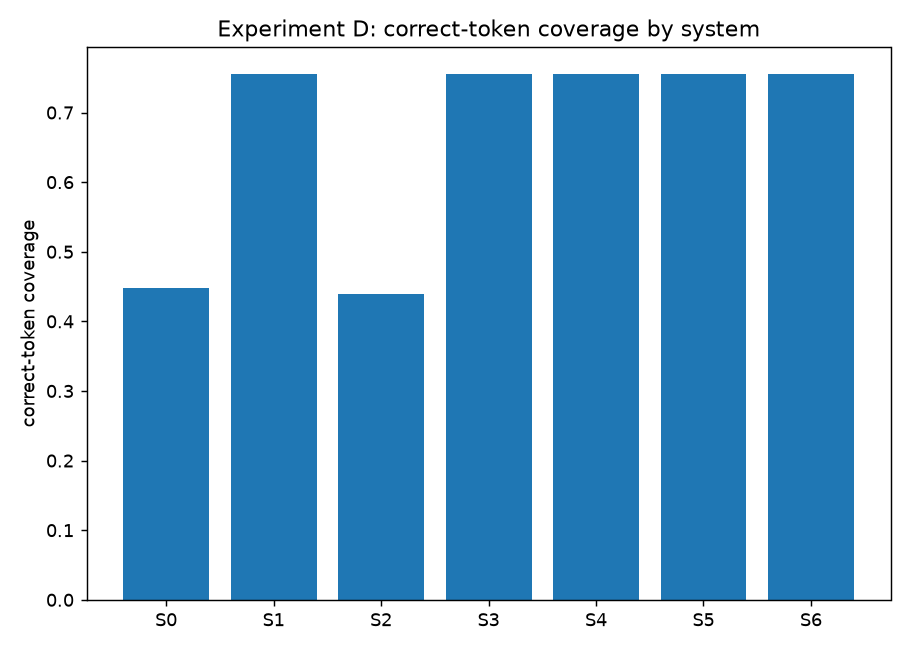 Experiment D: correct-token coverage by system
correct-token coverage
0.7
0.6
0.5
0.4
0.3
0.2
0.1
0.0
S0 S1 S2 S3 S4 S5 S6